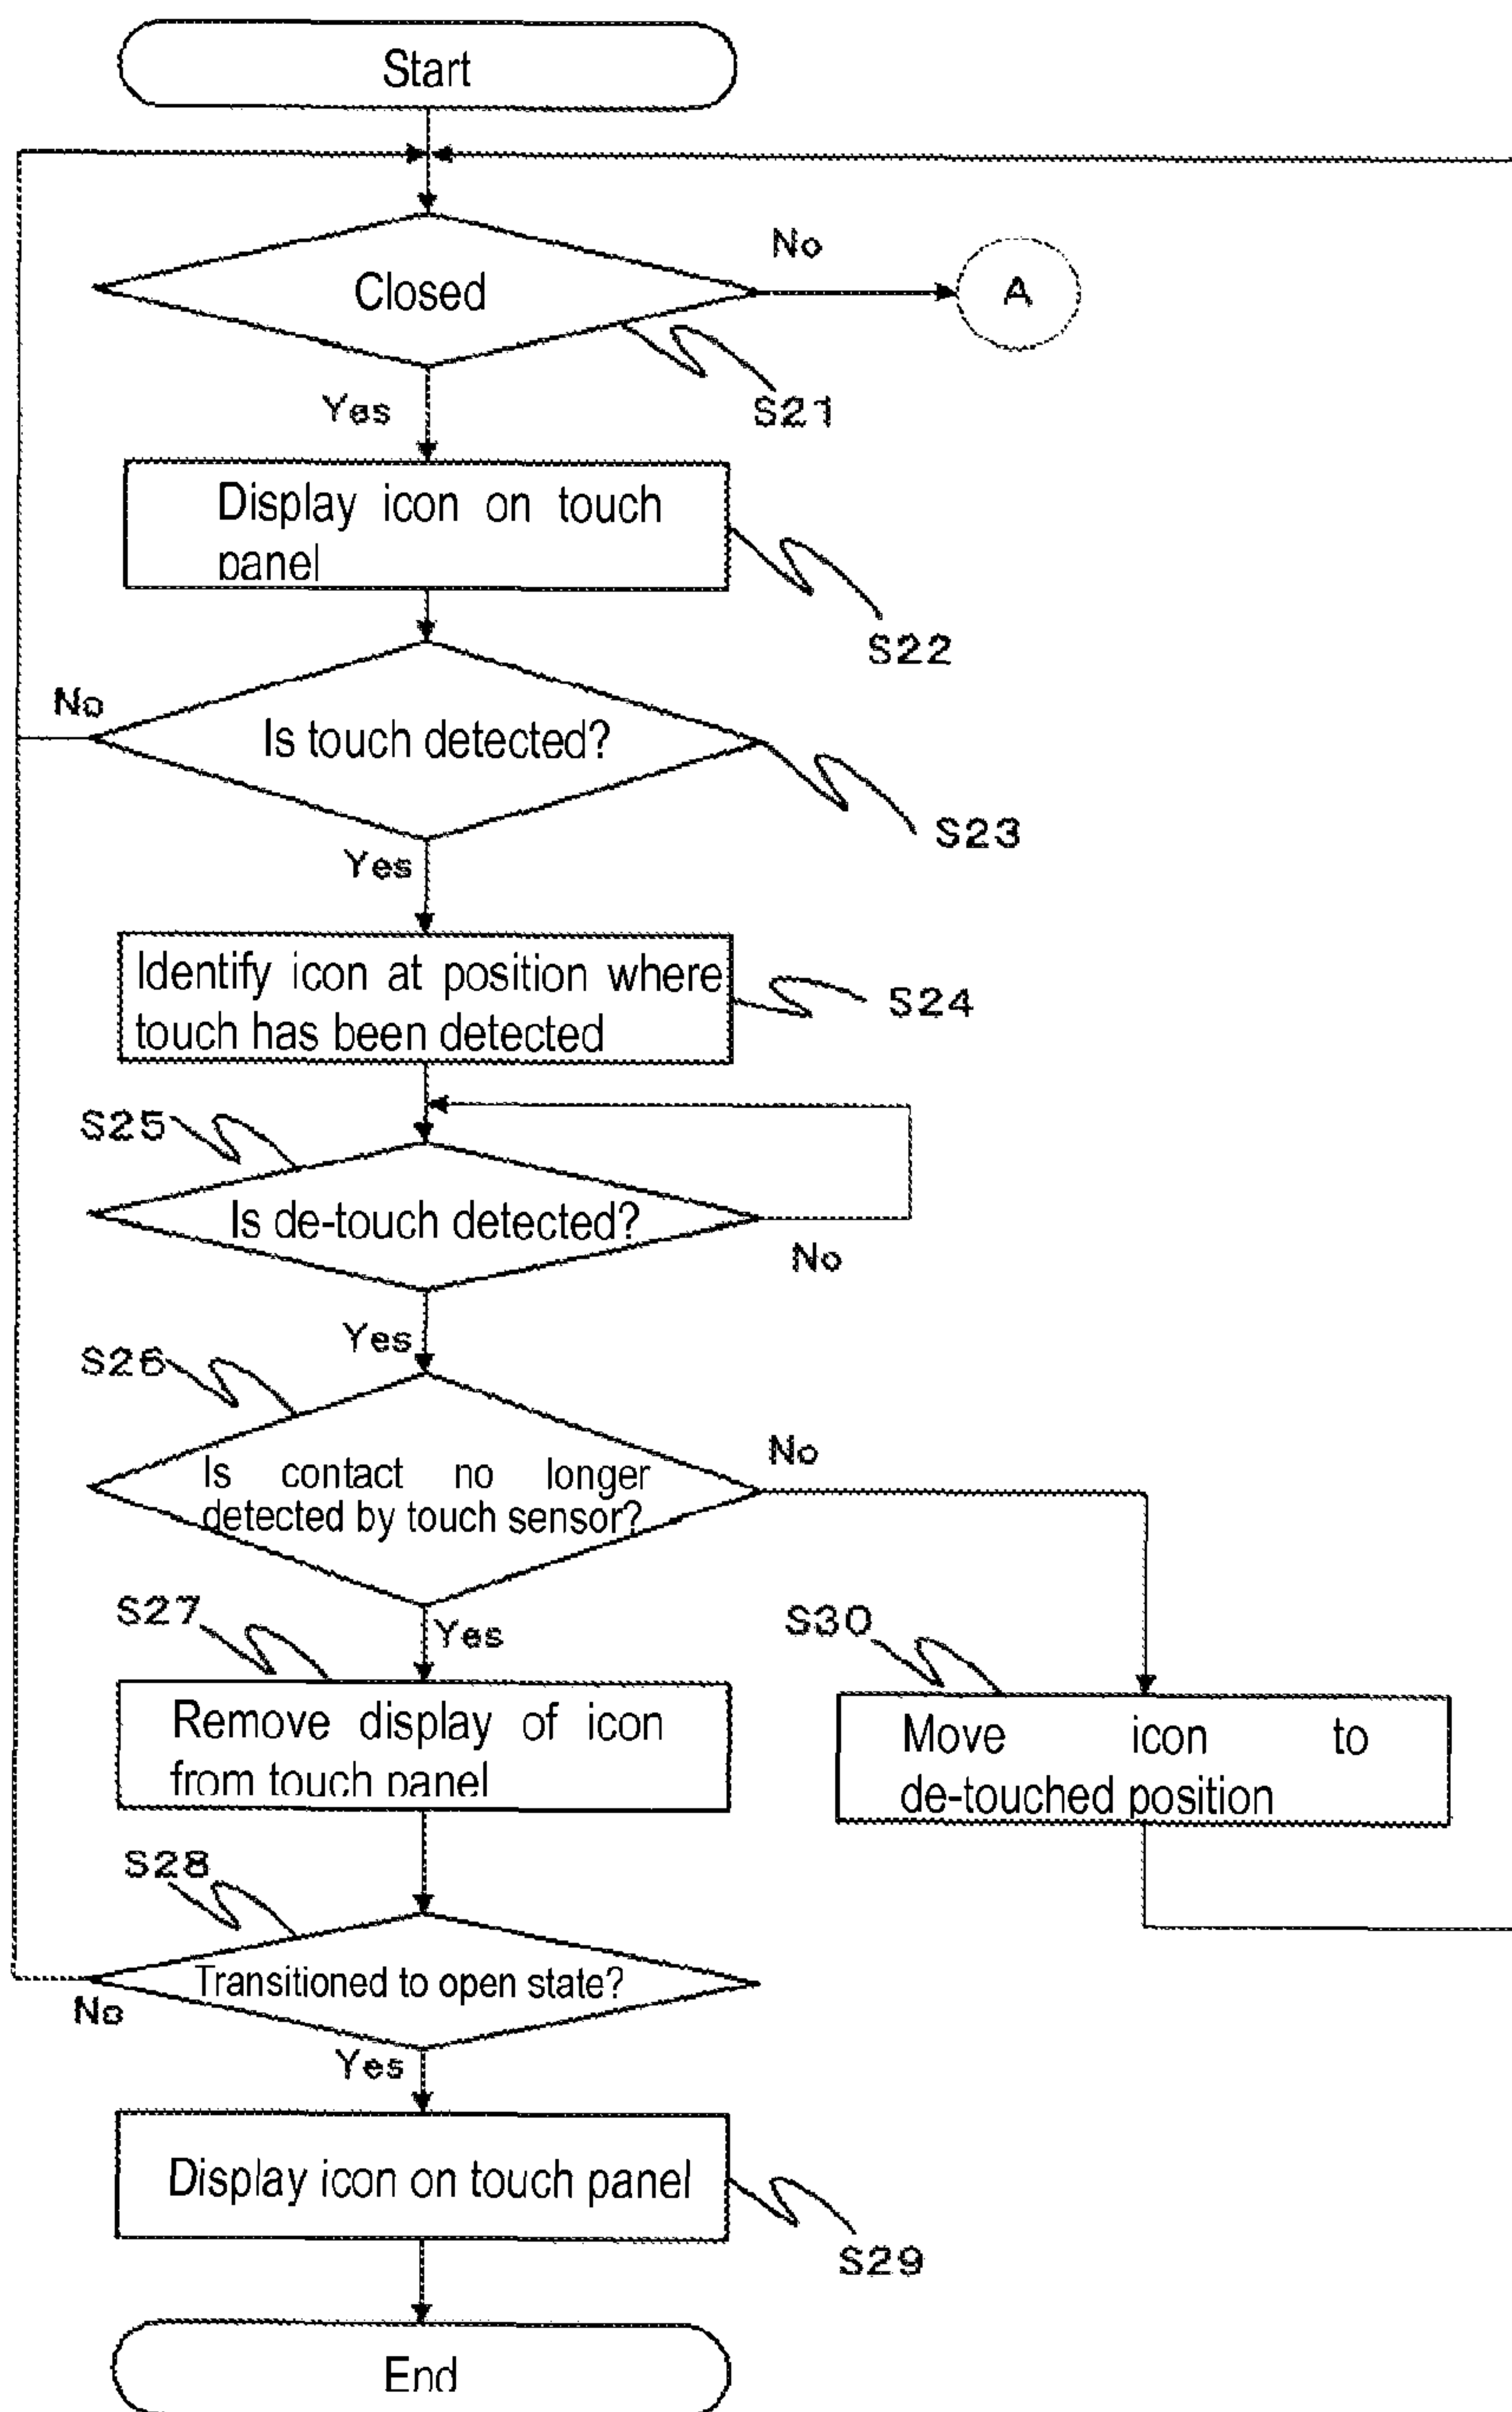 Start
Closed
No
A
S21
Yes
Display icon on touch
panel
S22
No
Is touch detected?
S23
Yes
Identify icon at position where
touch has been detected
S24
S25
Is de-touch detected?
No
Yes
S26
No
Is contact no longer
detected by touch sensor?
S27
Yes
S30
Remove display of icon
from touch panel
Move icon to
de-touched position
S28
Transitioned to open state?
No
Yes
Display icon on touch panel
S29
End